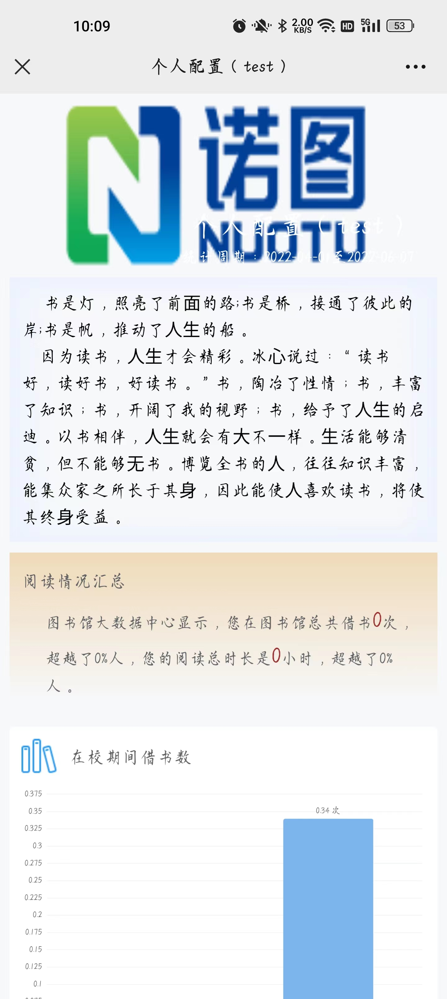 10:09
2.00
KB/S
HD
5G
53
个人配置（test）
诺图
NUOTU
个人配置（test）
统计周期：2022-04-01至2022-06-07
书是灯，照亮了前面的路;书是桥，接通了彼此的
岸;书是帆，推动了人生的船。
因为读书，人生才会精彩。冰心说过：“读书
好，读好书，好读书。”书，陶冶了性情；书，丰富
了知识；书，开阔了我的视野；书，给予了人生的启
迪。以书相伴，人生就会有大不一样。生活能够清
贫，但不能够无书。博览全书的人，往往知识丰富，
能集众家之所长于其身，因此能使人喜欢读书，将使
其终身受益。
阅读情况汇总
图书馆大数据中心显示，您在图书馆总共借书0次，
超越了0%人，您的阅读总时长是0小时，超越了0%
人。
在校期间借书数
0.375
0.35
0.34 次
0.325
0.3
0.275
0.25
0.225
0.2
0.175
0.15
0.125
0.1